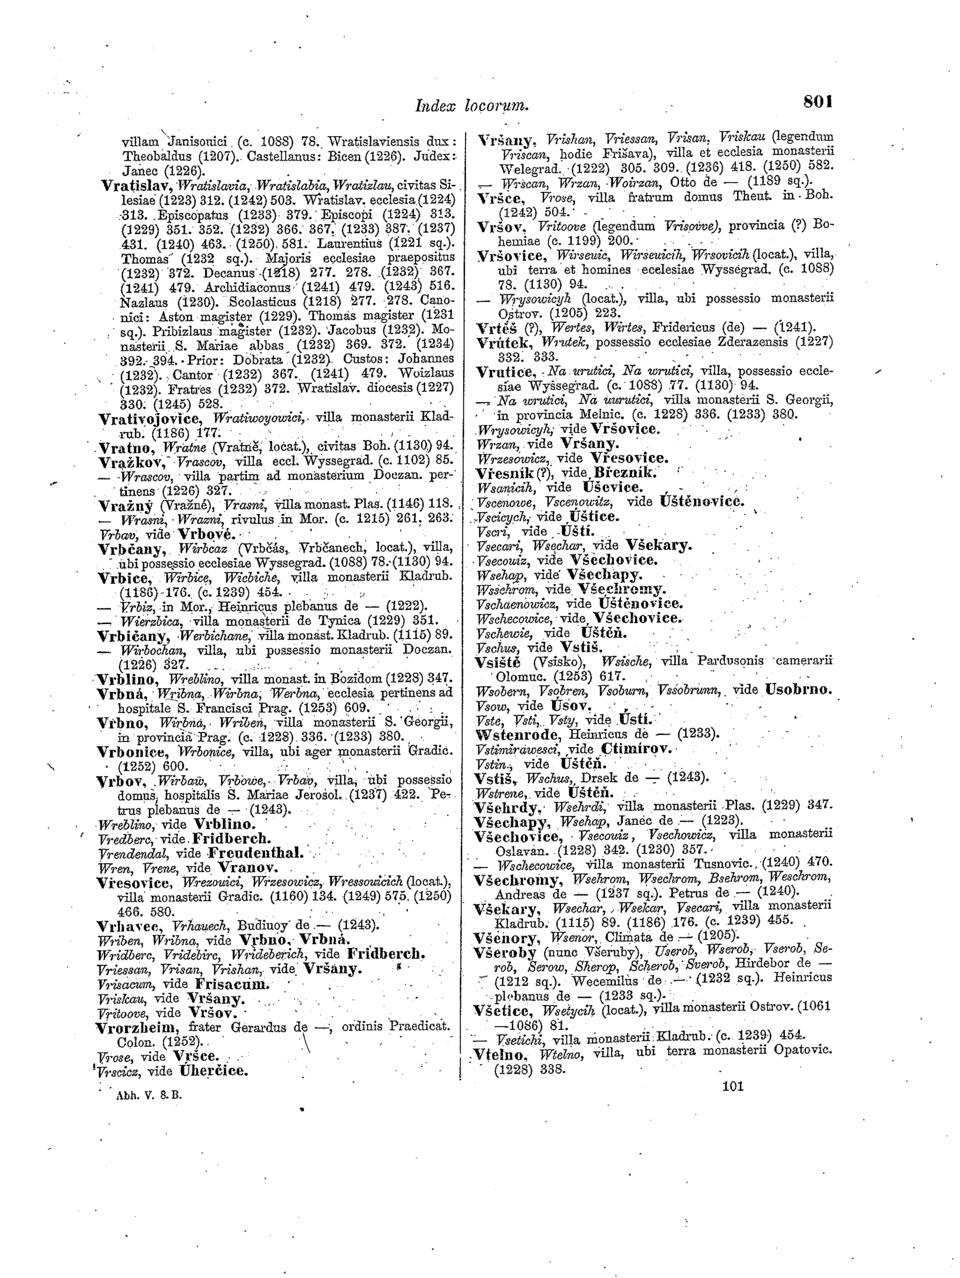 Index locorum.
801
villam Janisouici (c. 1088) 78. Wratislaviensis dux:
Theobaldus (1207). Castellanus: Bicen (1226). Judex:
Janec (1226).
Vratislav, Wratislavia, Wratislabia, Wratizlau, civitas Si-
lesiae (1223) 312. (1242) 503. Wratislav. ecclesia (1224)
313. Episcopatus (1233) 379. Episcopi (1224) 313.
(1229) 351. 352. (1232) 366. 367. (1233) 387. (1237)
431. (1240) 463. (1250) 581. Laurentius (1221 sq.).
Thomas (1232 sq.). Majoris ecclesiae praepositus
(1232) 372. Decanus (1218) 277. 278. (1232) 367.
(1241) 479. Archidiaconus (1241) 479. (1243) 516.
Nazlaus (1230). Scolasticus (1218) 277. 278. Cano-
nici: Aston magister (1229). Thomas magister (1231
sq.). Pribizlaus magister (1232). Jacobus (1232). Mo-
nasterii S. Mariae abbas (1232) 369. 372. (1234)
392. 394. Prior: Dobrata (1232). Custos: Johannes
(1232). Cantor (1232) 367. (1241) 479. Woizlaus
(1232). Fratres (1232) 372. Wratislav. diocesis (1227)
330. (1245) 528.
Vrativojovice, Wratiwoyowici, villa monasterii Klad-
rub. (1186) 177.
Vratno, Wratne (Vratně, locat.), civitas Boh. (1130) 94.
Vražkov, Vrascov, villa eccl. Wyssegrad. (c. 1102) 85.
— Wrascov, villa partim ad monasterium Doczan. per-
tinens (1226) 327.
Vražný (Vražné), Vrasni, villa monast. Plas. (1146) 118.
— Wrasni, Wrazni, rivulus in Mor. (c. 1215) 261. 263.
Vrbav, vide Vrbové.
Vrbčany, Wirbcaz (Vrbčás, Vrbčanech, locat.), villa,
ubi possessio ecclesiae Wyssegrad. (1088) 78. (1130) 94.
Vrbice, Wirbice, Wicbiche, villa monasterii Kladrub.
(1186) 176. (c. 1239) 454.
— Vrbiz, in Mor., Heinricus plebanus de — (1222).
— Wierzbica, villa monasterii de Tynica (1229) 351.
Vrbičany, Werbichane, villa monast. Kladrub. (1115) 89.
— Wirbochan, villa, ubi possessio monasterii Doczan.
(1226) 327.
Vrblino, Wreblino, villa monast. in Bozidom (1228) 347.
Vrbná, Wribna, Wirbna, Werbna, ecclesia pertinens ad
hospitale S. Francisci Prag. (1253) 609.
Vrbno, Wirbna, Wriben, villa monasterii S. Georgii,
in provincia Prag. (c. 1228) 336. (1233) 380.
Vrbonice, Wrbonice, villa, ubi ager monasterii Gradic.
(1252) 600.
Vrbov, Wirbaw, Vrbowe, Vrbav, villa, ubi possessio
domus hospitalis S. Mariae Jerosol. (1237) 422. Pe-
trus plebanus de — (1243).
Wreblino, vide Vrblino.
Vredberc, vide Fridberch.
Vrendendal, vide Freudenthal.
Wren, Vrene, vide Vranov.
Vresovice, Wrezouici, Wrzesowicz, Wressouicich (locat.),
villa monasterii Gradic. (1160) 134. (1249) 575. (1250)
466. 580.
Vrhavec, Vrhauech, Budiuoy de — (1243).
Wriben, Wribna, vide Vrbno, Vrbná.
Wridberc, Vridebirc, Wrideberich, vide Fridberch.
Vriessan, Vrisan, Vrishan, vide Vršany.
Vrisacum, vide Frisacum.
Vriskau, vide Vršany.
Vritoove, vide Vršov.
Vrorzheim, frater Gerardus de —, ordinis Praedicat.
Colon. (1252).
Vrose, vide Vršce.
Vrscicz, vide Úherčice.
Abh. V. 8. B.
Vršany, Vrishan, Vriessan, Vrisan, Vriskau (legendum
Vriscan, hodie Frišava), villa et ecclesia monasterii
Welegrad. (1222) 305. 309. (1236) 418. (1250) 582.
— Wrscan, Wrzan, Woirzan, Otto de — (1189 sq.).
Vršce, Vrose, villa fratrum domus Theut. in Boh.
(1242) 504.
Vršov, Vritoove (legendum Vrisovve), provincia (?) Bo-
hemiae (c. 1199) 200.
Vršovice, Wirseuic, Wirseuicih, Wrsovicih (locat.), villa,
ubi terra et homines ecclesiae Wyssegrad. (c. 1088)
78. (1130) 94.
— Wrysowicyh (locat.), villa, ubi possessio monasterii
Ostrov. (1205) 223.
Vrtěš (?), Wertes, Wirtes, Fridericus (de) — (1241).
Vrútek, Wrutek, possessio ecclesiae Zderazensis (1227)
332. 333.
Vrutice, Na urutici, Na wrutici, villa, possessio eccle-
siae Wyssegrad. (c. 1088) 77. (1130) 94.
— Na wrutici, Na uurutici, villa monasterii S. Georgii,
in provincia Melnic. (c. 1228) 336. (1233) 380.
Wrysowicyh, vide Vršovice.
Wrzan, vide Vršany.
Wrzesowicz, vide Vřesovice.
Vřesník (?), vide Březník.
Wsanicih, vide Úševice.
Vscenowe, Vscenowitz, vide Úštěnovice.
Vscicych, vide Úštice.
Vscri, vide Ústí.
Vsecari, Wsechar, vide Všekary.
Vsecouiz, vide Všechovice.
Wsehap, vide Všechapy.
Wsschrom, vide Všechromy.
Vschaenowicz, vide Úštěnovice.
Wschecowice, vide Všechovice.
Vschewie, vide Úštěň.
Vschus, vide Vstiš.
Vsiště (Vsisko), Wsische, villa Pardusonis camerarii
Olomuc. (1253) 617.
Wsobern, Vsobren, Vsoburn, Vssobrunn, vide Usobrno.
Vsow, vide Úsov.
Vste, Vsti, Vsty, vide Ústí.
Wstenrode, Heinricus de — (1233).
Vstimirawesci, vide Ctiměřov.
Vstin, vide Úštěň.
Vstiš, Wschus, Drsek de — (1243).
Wstrene, vide Úštěň.
Všehrdy, Wsehrdi, villa monasterii Plas. (1229) 347.
Všechapy, Wsehap, Janec de — (1223).
Všechovice, Vsecouiz, Vsechowicz, villa monasterii
Oslavan. (1228) 342. (1230) 357.
— Wschecowice, villa monasterii Tusnovic. (1240) 470.
Všechromy, Wsehrom, Wsechrom, Bsehrom, Weschrom,
Andreas de — (1237 sq.). Petrus de — (1240).
Všekary, Wsechar, Wsekar, Vsecari, villa monasterii
Kladrub. (1115) 89. (1186) 176. (c. 1239) 455.
Všenory, Wsenor, Climata de — (1205).
Všeroby (nunc Všeruby), Userob, Wserob, Vserob, Se-
rob, Serow, Sherop, Scherob, Sverob, Hirdebor de —
(1212 sq.). Wecemilus de — (1232 sq.). Heinricus
plebanus de — (1233 sq.).
Všetice, Wsetycih (locat.), villa monasterii Ostrov. (1061
—1086) 81.
— Vsetichi, villa monasterii Kladrub. (c. 1239) 454.
Vtelno, Wtelno, villa, ubi terra monasterii Opatovic.
(1228) 338.
101